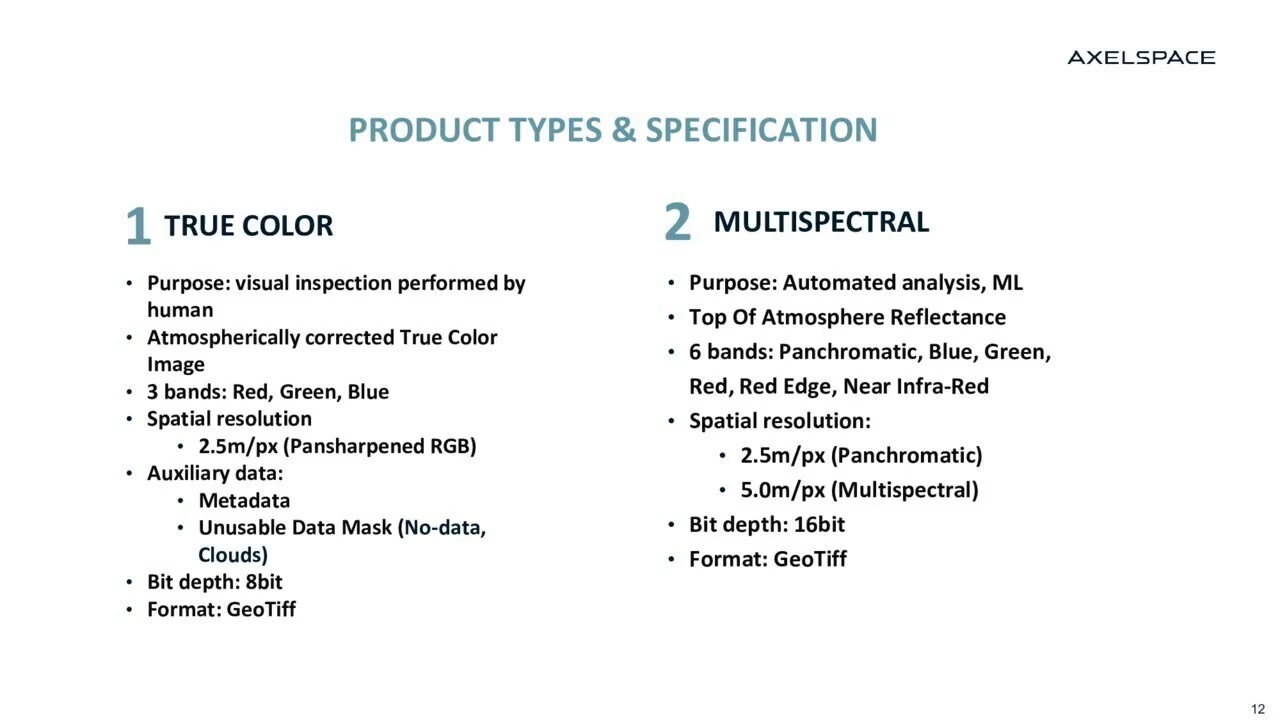 AXELSPACE
PRODUCT TYPES & SPECIFICATION
1 TRUE COLOR
• Purpose: visual inspection performed by
human
• Atmospherically corrected True Color
Image
• 3 bands: Red, Green, Blue
• Spatial resolution
• 2.5m/px (Pansharpened RGB)
• Auxiliary data:
• Metadata
• Unusable Data Mask (No-data,
Clouds)
• Bit depth: 8bit
• Format: GeoTiff
2 MULTISPECTRAL
• Purpose: Automated analysis, ML
• Top Of Atmosphere Reflectance
• 6 bands: Panchromatic, Blue, Green,
Red, Red Edge, Near Infra-Red
• Spatial resolution:
• 2.5m/px (Panchromatic)
• 5.0m/px (Multispectral)
• Bit depth: 16bit
• Format: GeoTiff
12